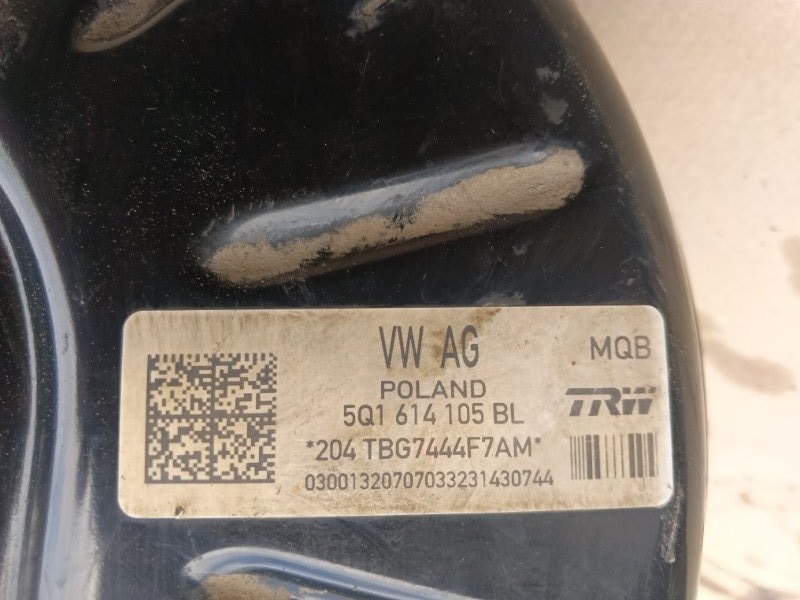 VW AG
MQB
POLAND
TRW
5Q1 614 105 BL
*204 TBG7444F7AM*
03001320707033231430744